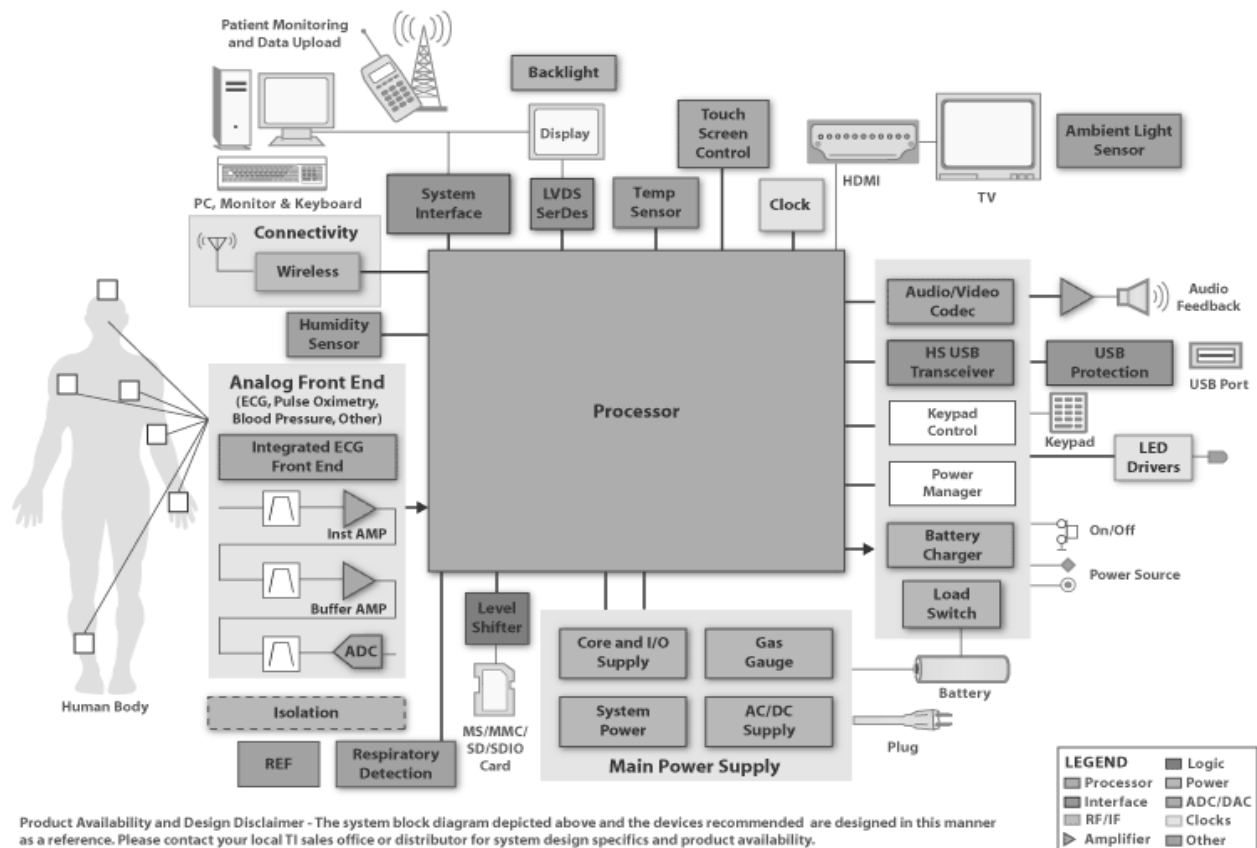 Patient Monitoring
and Data Upload
Backlight
Display
Touch
Screen
Control
HDMI
TV
Ambient Light
Sensor
PC, Monitor & Keyboard
System
Interface
LVDS
SerDes
Temp
Sensor
Clock
Connectivity
Wireless
Humidity
Sensor
Analog Front End
(ECG, Pulse Oximetry,
Blood Pressure, Other)
Integrated ECG
Front End
Inst AMP
Buffer AMP
ADC
Human Body
Isolation
REF
Respiratory
Detection
Processor
Level
Shifter
MS/MMC/
SD/SDIO
Card
Core and I/O
Supply
Gas
Gauge
System
Power
AC/DC
Supply
Main Power Supply
Audio/Video
Codec
Audio
Feedback
HS USB
Transceiver
USB
Protection
USB Port
Keypad
Control
Keypad
Power
Manager
LED
Drivers
Battery
Charger
On/Off
Power Source
Load
Switch
Battery
Plug
LEGEND
Processor
Interface
RF/IF
Amplifier
Logic
Power
ADC/DAC
Clocks
Other
Product Availability and Design Disclaimer - The system block diagram depicted above and the devices recommended are designed in this manner
as a reference. Please contact your local TI sales office or distributor for system design specifics and product availability.